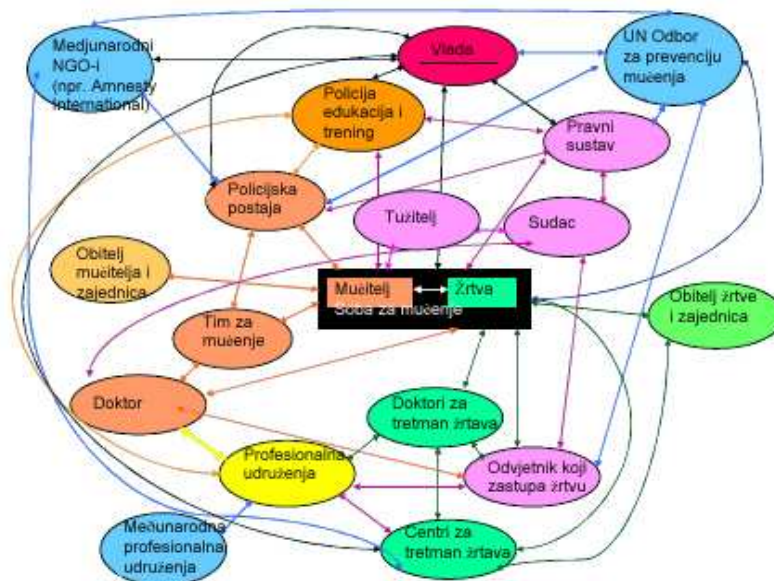 Medjunarodni
NGO-i
(npr. Amnesty
International)
Vlada
UN Odbor
za prevenciju
mučenja
Policija
edukacija i
trening
Pravni
sustav
Policijska
postaja
Tužitelj
Sudac
Obitelj
mučitelja i
zajednica
Mučitelj
Žrtva
Soba za mučenje
Obitelj žrtve
i zajednica
Tim za
mučenje
Doktor
Doktori za
tretman žrtava
Profesionalna
udruženja
Odvjetnik koji
zastupa žrtvu
Međunarodna
profesionalna
udruženja
Centri za
tretman žrtava